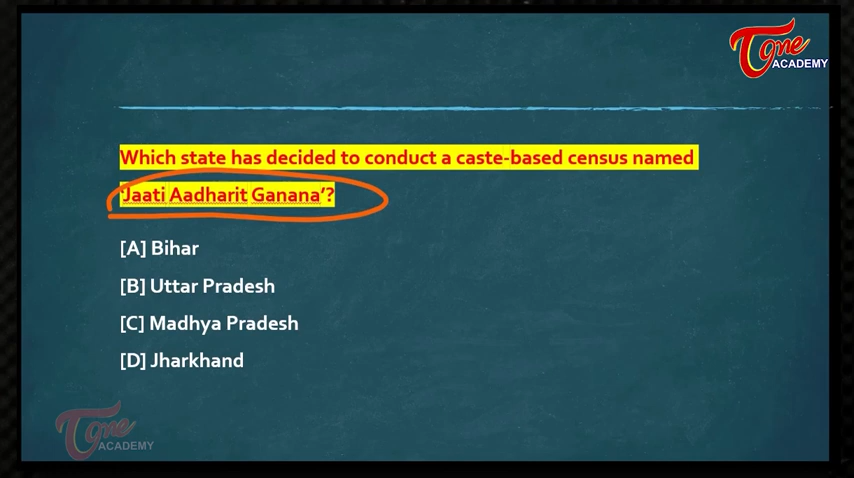 Tone
ACADEMY
Which state has decided to conduct a caste-based census named
‘Jaati Aadharit Ganana’?
[A] Bihar
[B] Uttar Pradesh
[C] Madhya Pradesh
[D] Jharkhand
Tone
ACADEMY